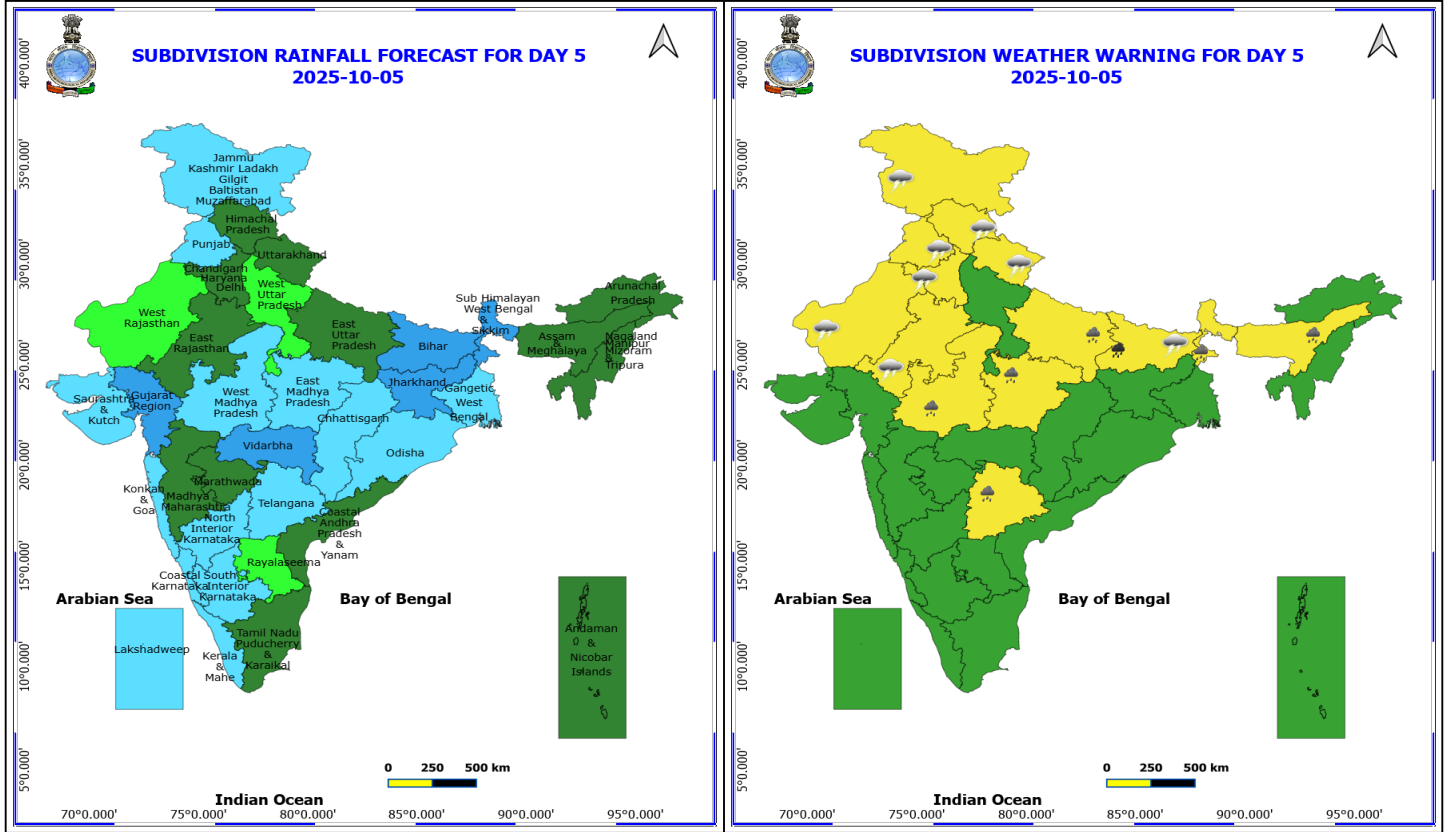 SUBDIVISION RAINFALL FORECAST FOR DAY 5
2025-10-05
40°0.000'
35°0.000'
30°0.000'
25°0.000'
20°0.000'
15°0.000'
10°0.000'
5°0.000'
Jammu
Kashmir Ladakh
Gilgit
Baltistan
Muzaffarabad
Himachal
Pradesh
Punjab
Uttarakhand
Chandigarh
Haryana
Delhi
West
Uttar
Pradesh
West
Rajasthan
East
Rajasthan
East
Uttar
Pradesh
Sub Himalayan
West Bengal
&
Sikkim
Arunachal
Pradesh
Assam
&
Meghalaya
Nagaland
Manipur
Mizoram
&
Tripura
Bihar
Jharkhand
Gangetic
West
Bengal
Saurashtra
&
Kutch
Gujarat
Region
West
Madhya
Pradesh
East
Madhya
Pradesh
Chhattisgarh
Vidarbha
Odisha
Konkan
&
Goa
Madhya
Maharashtra
Marathwada
Telangana
North
Interior
Karnataka
Coastal
Andhra
Pradesh
&
Yanam
Rayalaseema
Coastal
Karnataka
South
Interior
Karnataka
Tamil Nadu
Puducherry
&
Karaikal
Kerala
&
Mahe
Lakshadweep
Andaman
&
Nicobar
Islands
Arabian Sea
Bay of Bengal
Indian Ocean
0 250 500 km
70°0.000' 75°0.000' 80°0.000' 85°0.000' 90°0.000' 95°0.000'
SUBDIVISION WEATHER WARNING FOR DAY 5
2025-10-05
40°0.000'
35°0.000'
30°0.000'
25°0.000'
20°0.000'
15°0.000'
10°0.000'
5°0.000'
Arabian Sea
Bay of Bengal
Indian Ocean
0 250 500 km
70°0.000' 75°0.000' 80°0.000' 85°0.000' 90°0.000' 95°0.000'